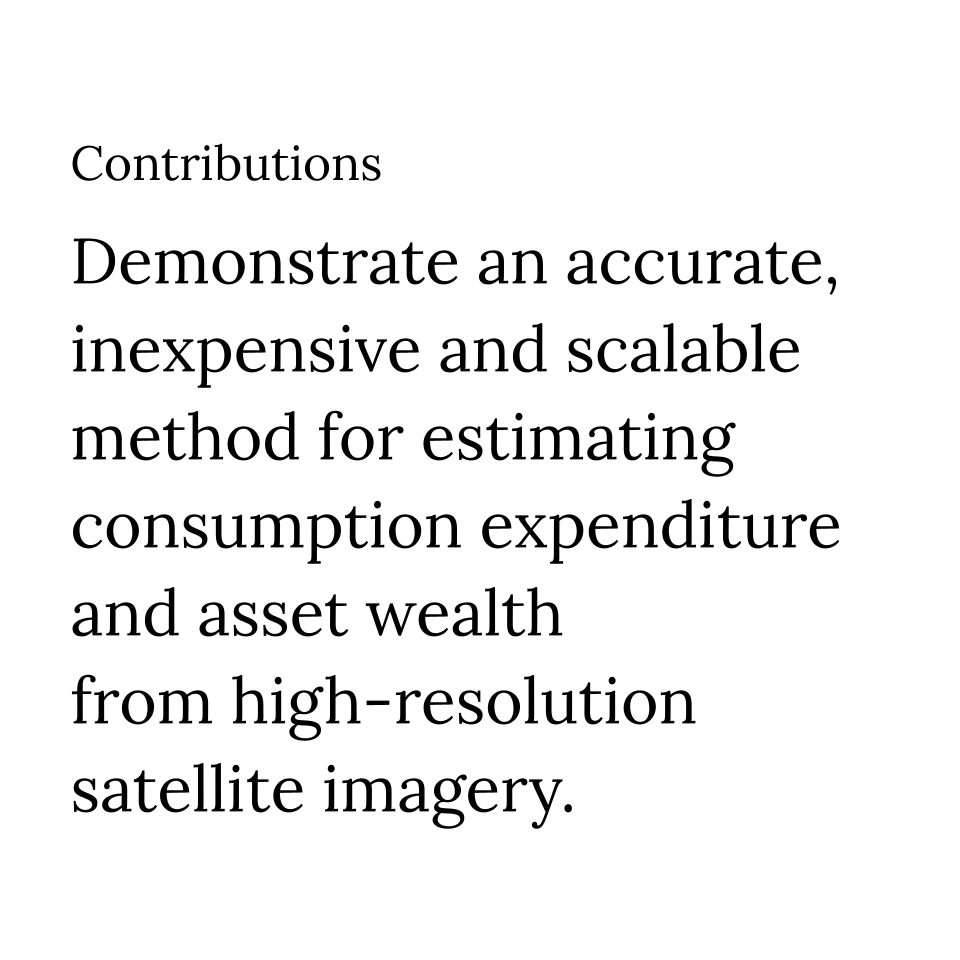 Contributions
Demonstrate an accurate,
inexpensive and scalable
method for estimating
consumption expenditure
and asset wealth
from high-resolution
satellite imagery.